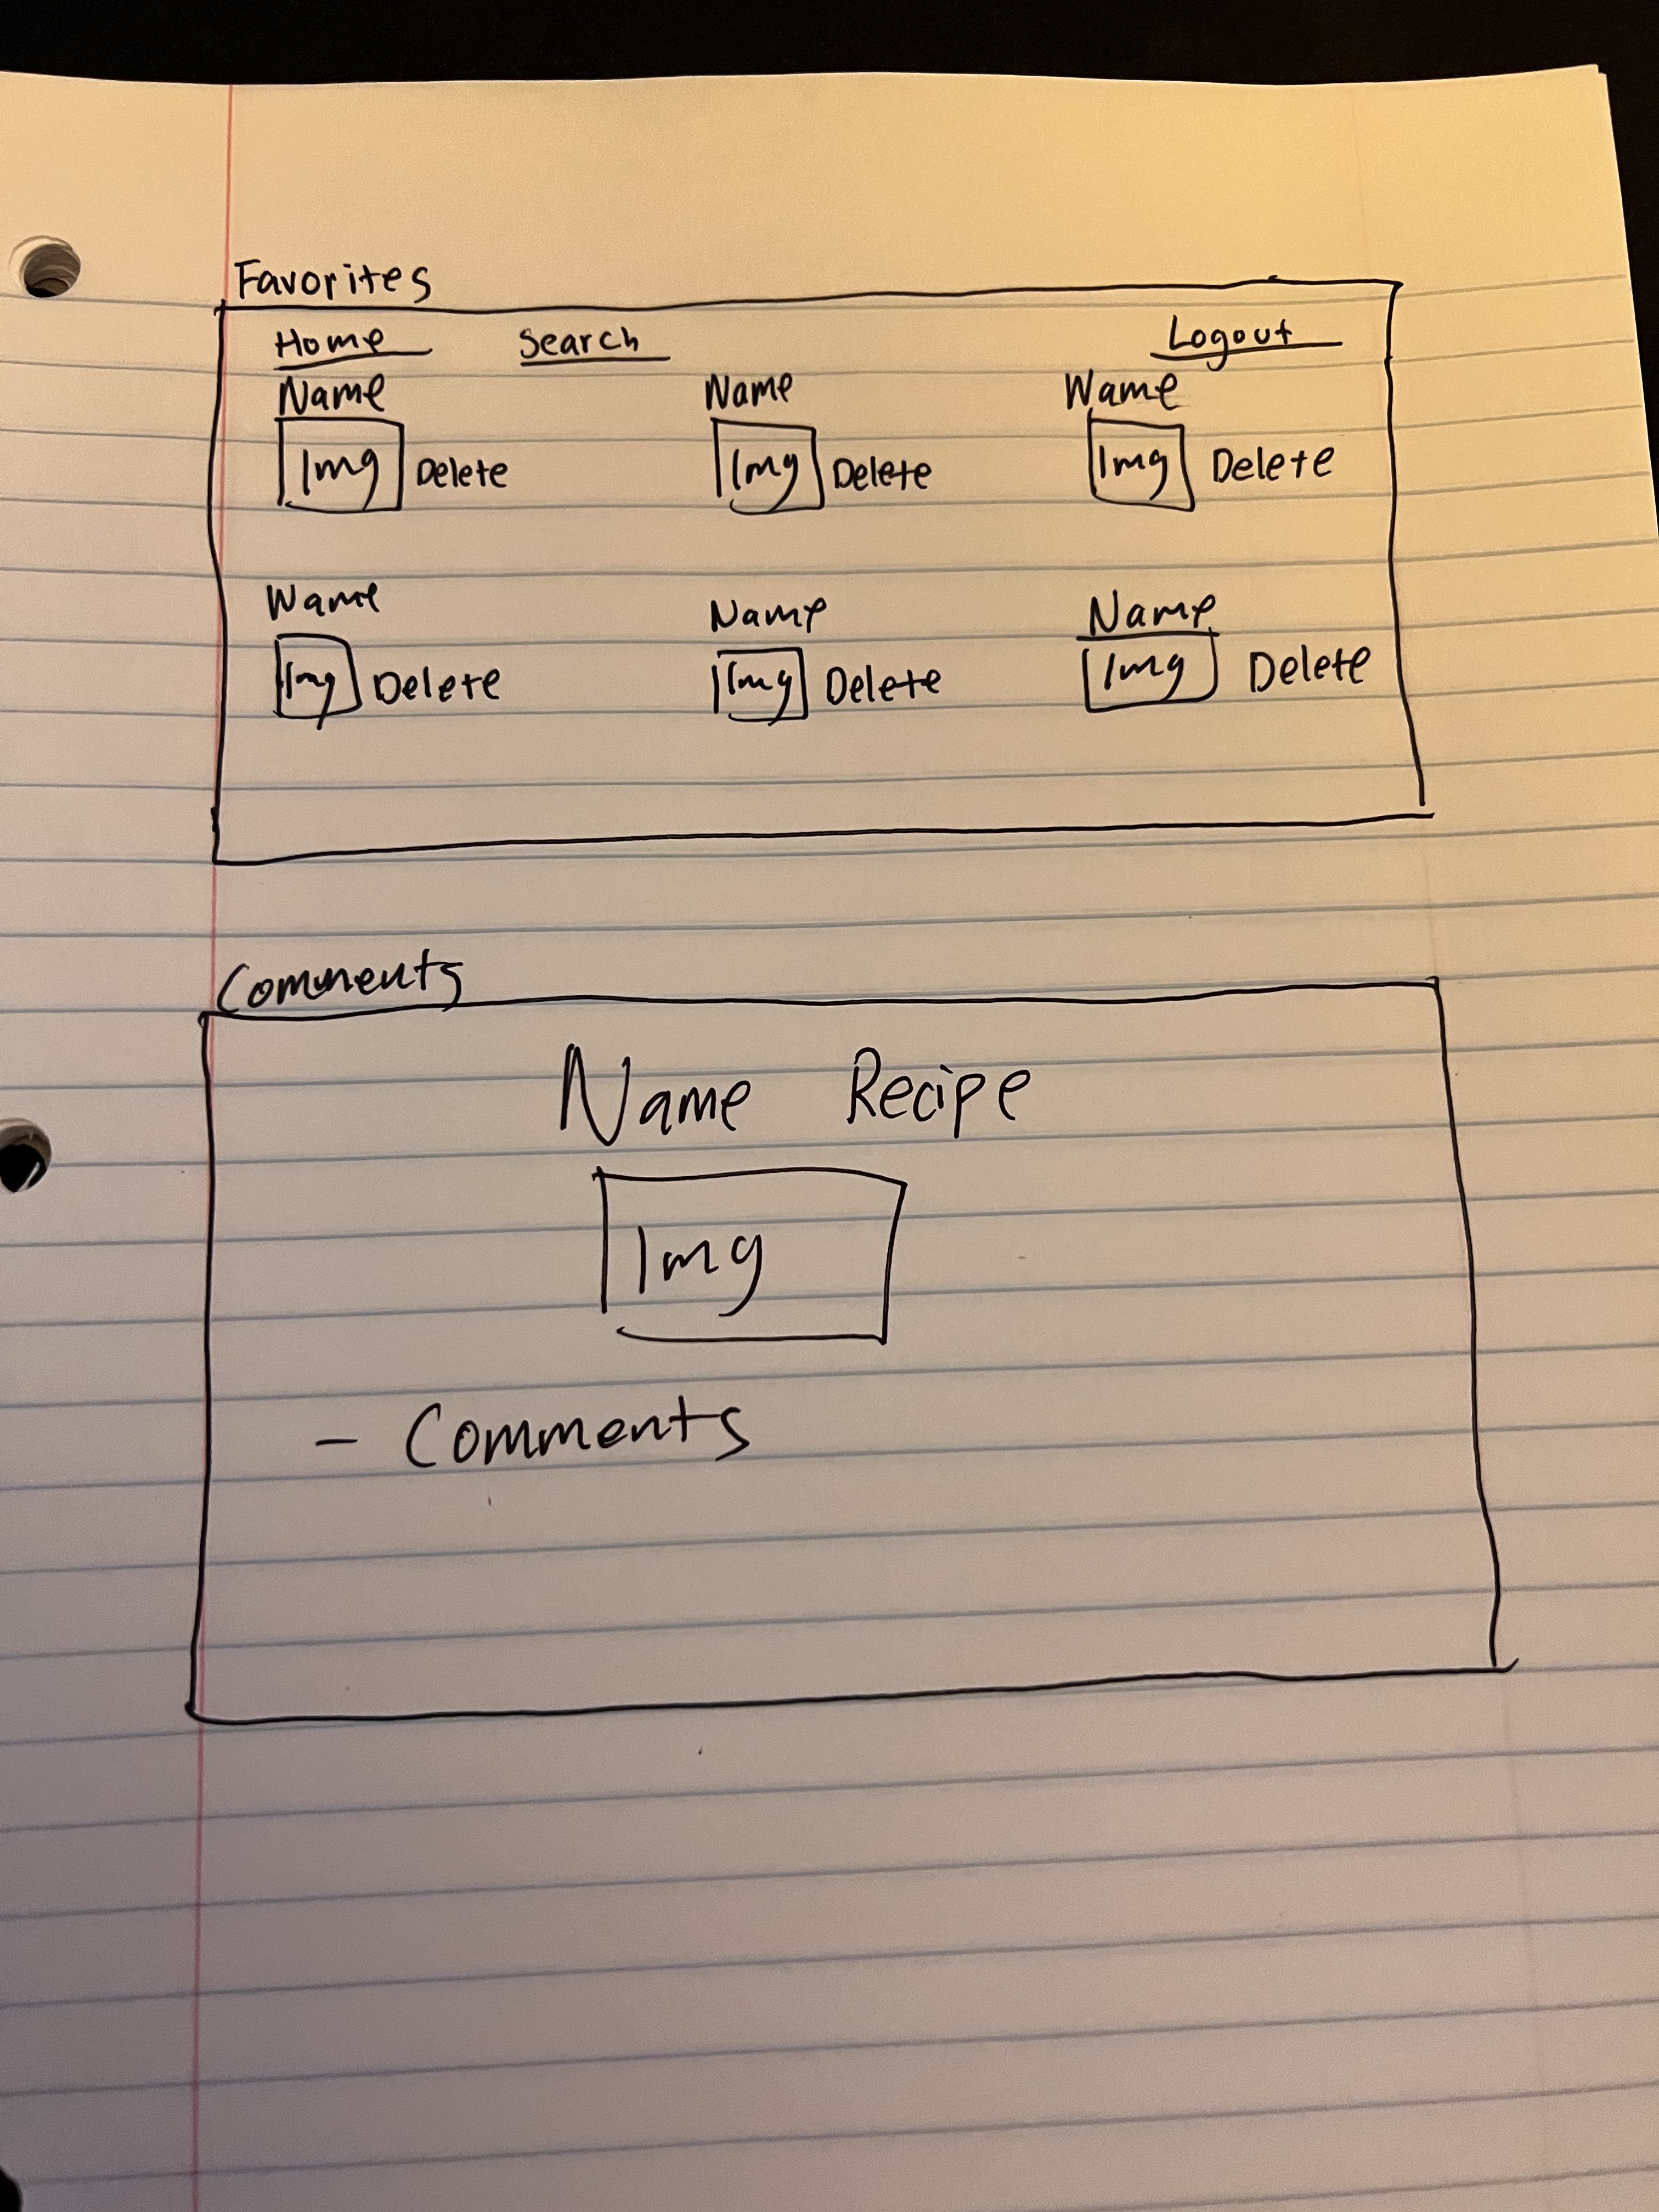 Favorites
Home Search Logout
Name Name Name
Img Delete Img Delete Img Delete
Name Name Name
Img Delete Img Delete Img Delete
Comments
Name Recipe
Img
- Comments